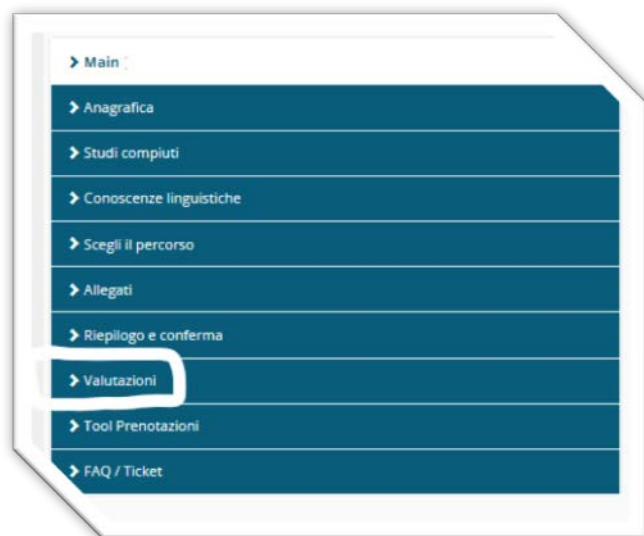 Main
Anagrafica
Studi compiuti
Conoscenze linguistiche
Scegli il percorso
Allegati
Riepilogo e conferma
Valutazioni
Tool Prenotazioni
FAQ / Ticket